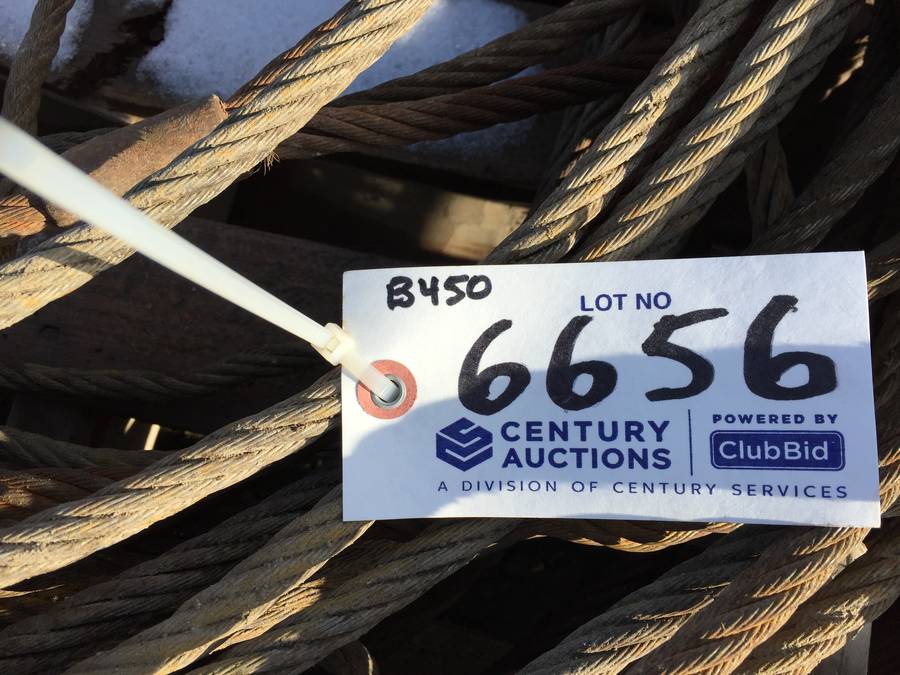 B450
LOT NO
6656
CENTURY AUCTIONS
POWERED BY
ClubBid
A DIVISION OF CENTURY SERVICES